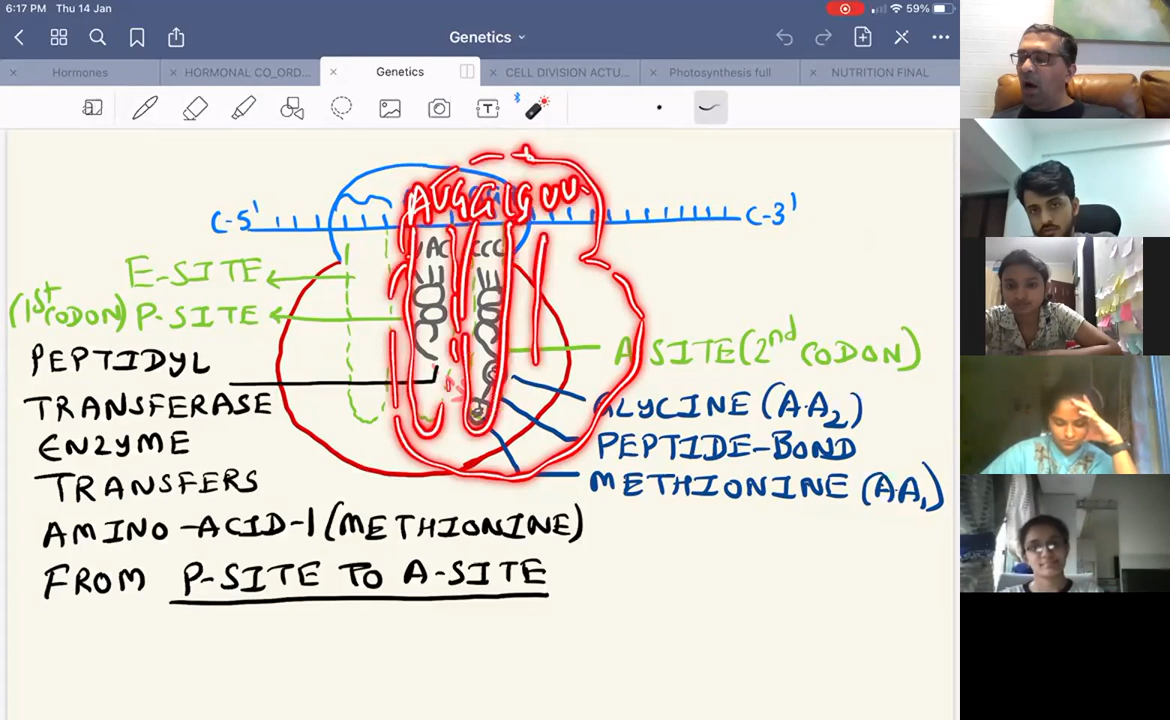 6:17 PM Thu 14 Jan
59%
Genetics
Hormones
HORMONAL CO_ORD...
Genetics
CELL DIVISION ACTU...
Photosynthesis full
NUTRITION FINAL
C-5'
C-3'
E-SITE
(1st CODON) P-SITE
A SITE (2nd CODON)
PEPTIDYL
TRANSFERASE
ENZYME
TRANSFERS
AMINO-ACID-1 (METHIONINE)
FROM P-SITE TO A-SITE
GLYCINE (A.A2)
PEPTIDE-BOND
METHIONINE (A.A1)